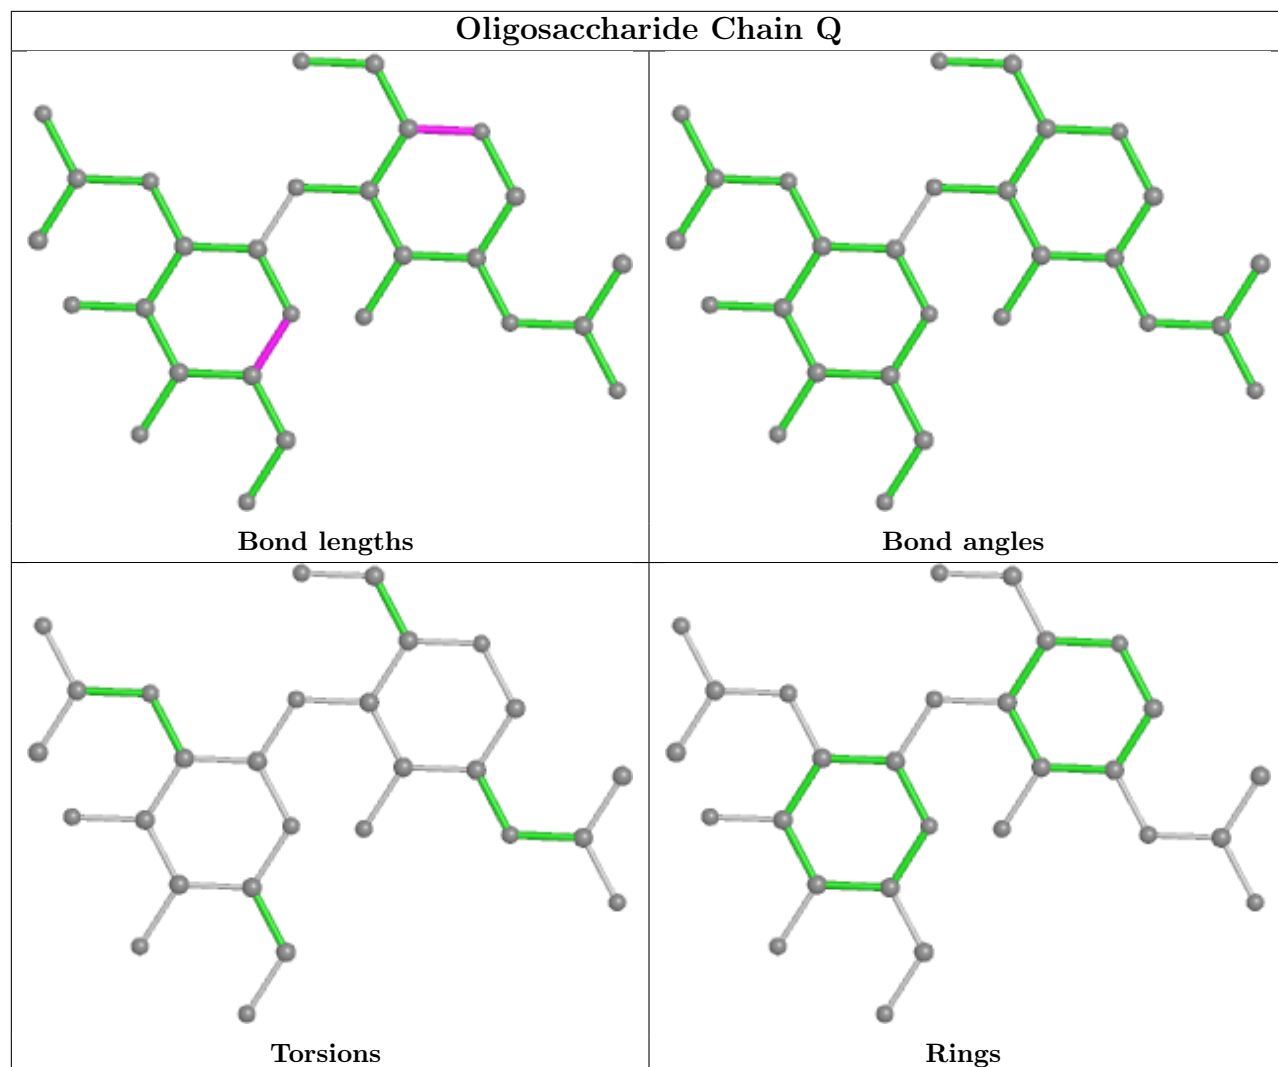 Oligosaccharide Chain Q
Bond lengths
Bond angles
Torsions
Rings